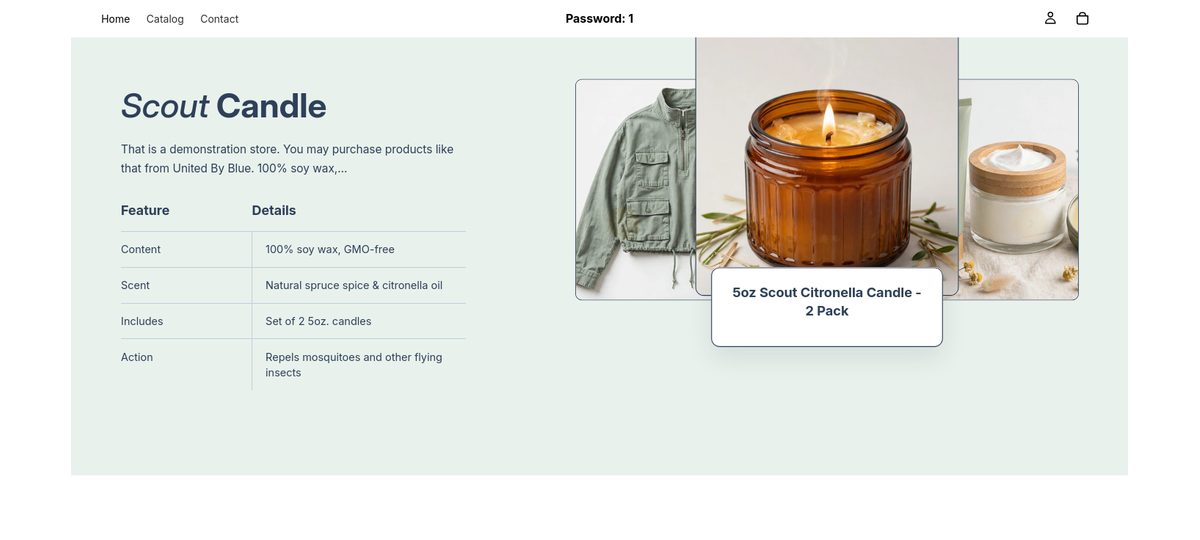 Home Catalog Contact
Password: 1
Scout Candle
That is a demonstration store. You may purchase products like
that from United By Blue. 100% soy wax,...
Feature Details
Content 100% soy wax, GMO-free
Scent Natural spruce spice & citronella oil
Includes Set of 2 5oz. candles
Action Repels mosquitoes and other flying
insects
5oz Scout Citronella Candle -
2 Pack